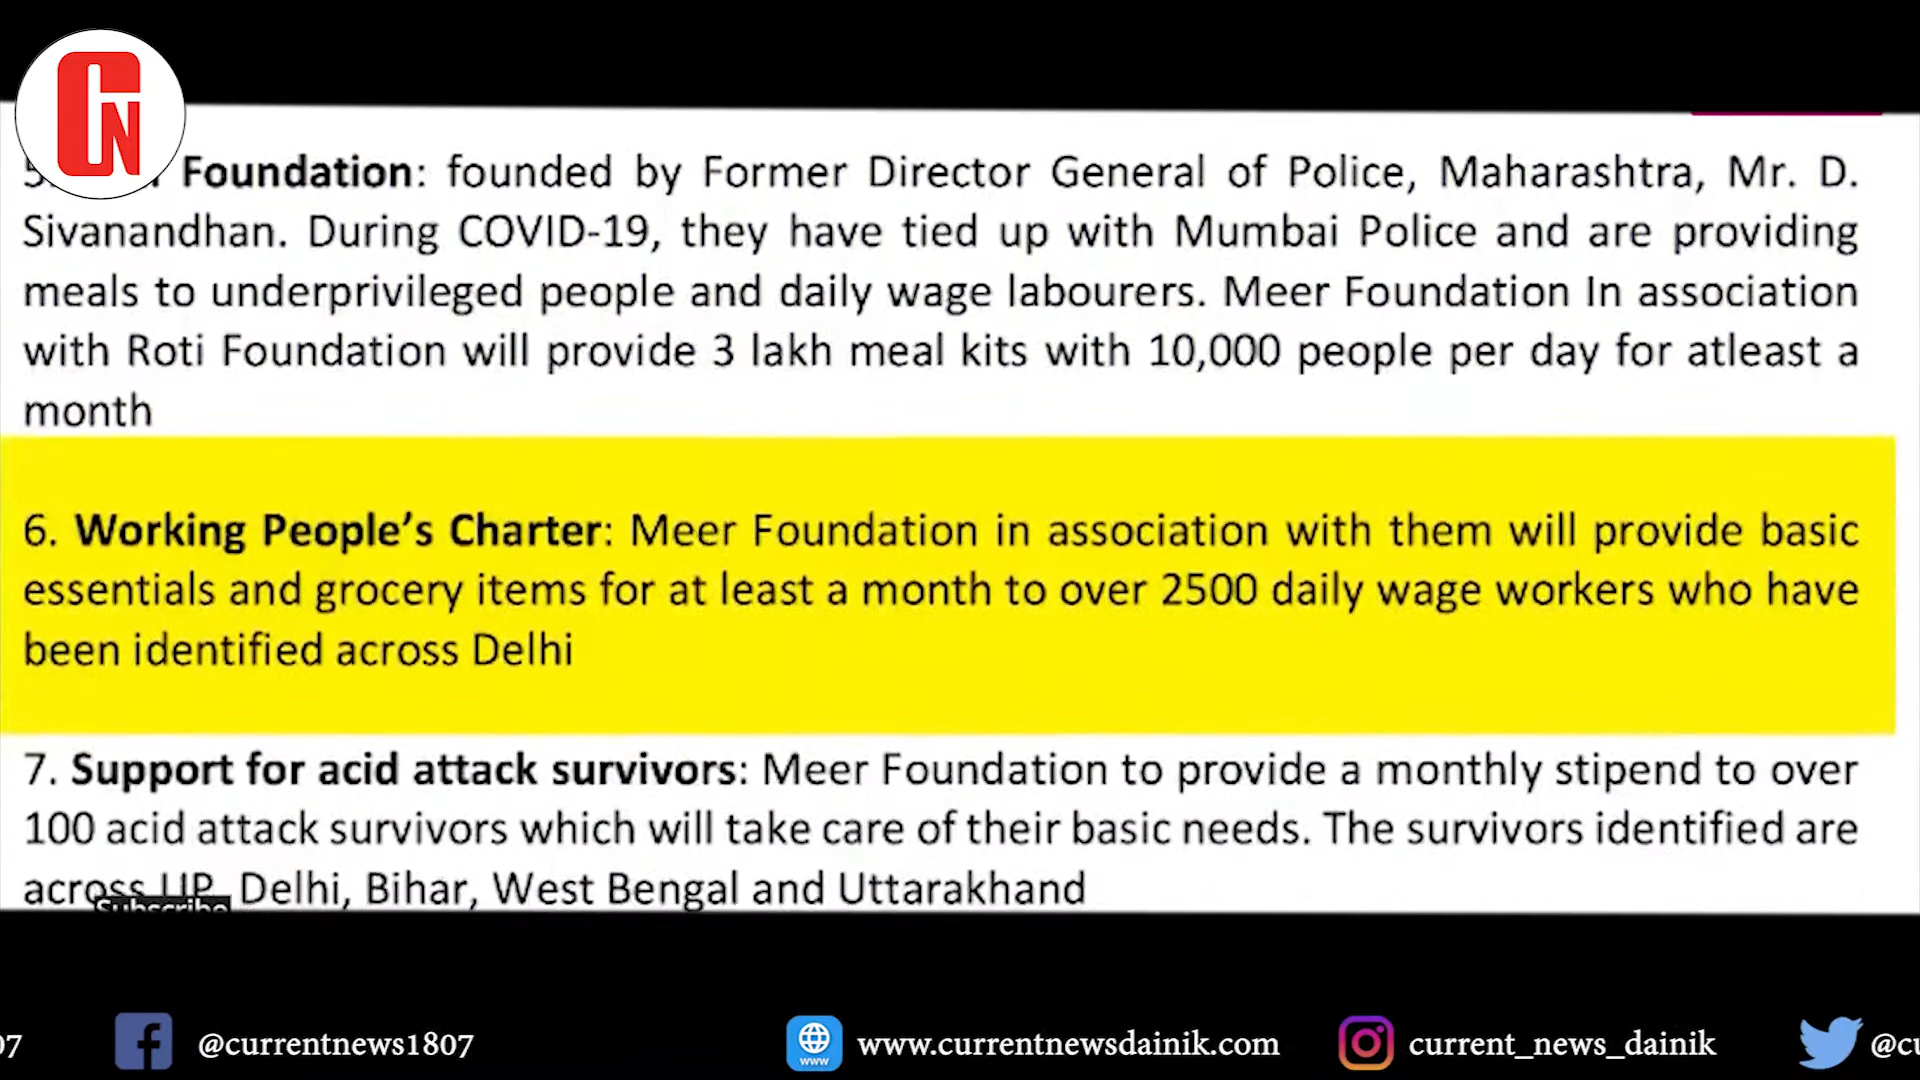 CN
Foundation: founded by Former Director General of Police, Maharashtra, Mr. D.
Sivanandhan. During COVID-19, they have tied up with Mumbai Police and are providing
meals to underprivileged people and daily wage labourers. Meer Foundation In association
with Roti Foundation will provide 3 lakh meal kits with 10,000 people per day for atleast a
month
6. Working People's Charter: Meer Foundation in association with them will provide basic
essentials and grocery items for at least a month to over 2500 daily wage workers who have
been identified across Delhi
7. Support for acid attack survivors: Meer Foundation to provide a monthly stipend to over
100 acid attack survivors which will take care of their basic needs. The survivors identified are
across UP, Delhi, Bihar, West Bengal and Uttarakhand
Subscribe
07 @currentnews1807 www www.currentnewsdainik.com current_news_dainik